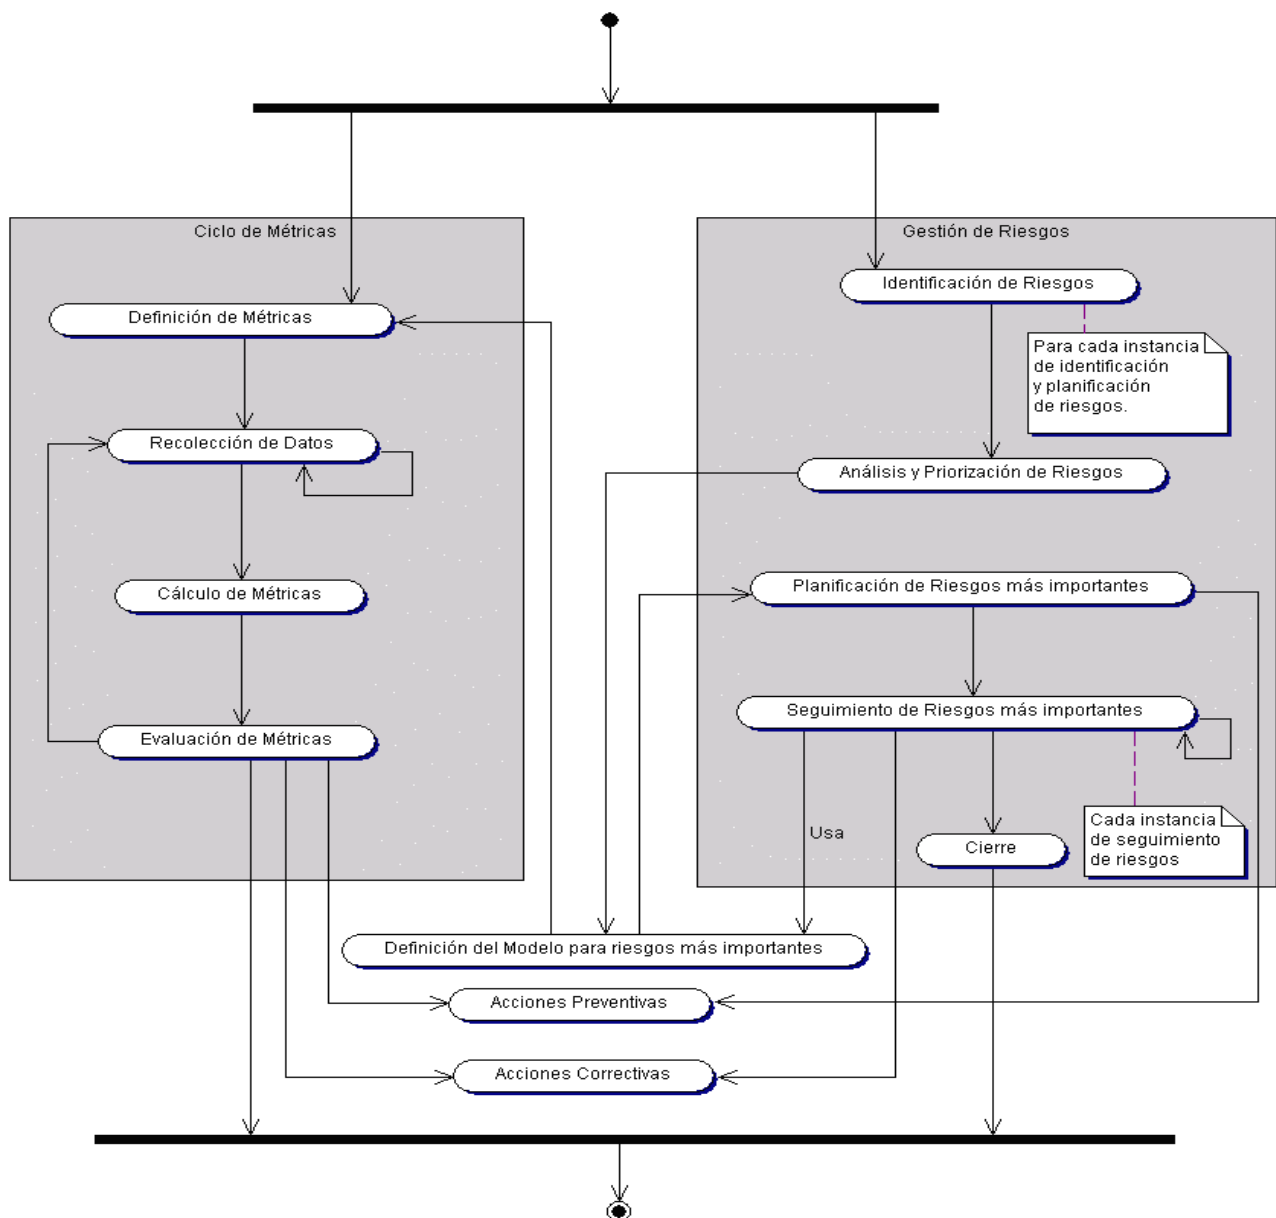 Ciclo de Métricas
Gestión de Riesgos
Identificación de Riesgos
Definición de Métricas
Para cada instancia
de identificación
y planificación
de riesgos.
Recolección de Datos
Análisis y Priorización de Riesgos
Cálculo de Métricas
Planificación de Riesgos más importantes
Seguimiento de Riesgos más importantes
Evaluación de Métricas
Usa
Cada instancia
de seguimiento
de riesgos
Cierre
Definición del Modelo para riesgos más importantes
Acciones Preventivas
Acciones Correctivas